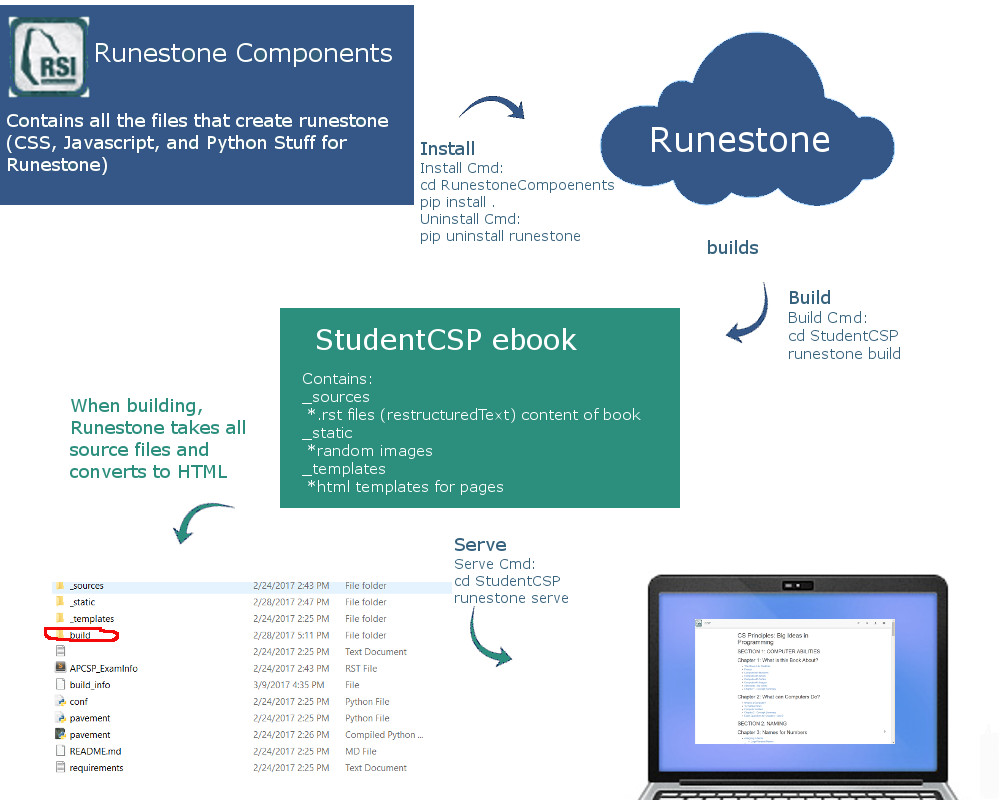 RSI
Runestone Components
Contains all the files that create runestone
(CSS, Javascript, and Python Stuff for
Runestone)
Install
Install Cmd:
cd RunestoneCompoenents
pip install .
Uninstall Cmd:
pip uninstall runestone
Runestone
builds
Build
Build Cmd:
cd StudentCSP
runestone build
StudentCSP ebook
Contains:
_sources
*.rst files (restructuredText) content of book
_static
*random images
_templates
*html templates for pages
When building,
Runestone takes all
source files and
converts to HTML
Serve
Serve Cmd:
cd StudentCSP
runestone serve
_sources 2/24/2017 2:43 PM File folder
_static 2/28/2017 2:47 PM File folder
_templates 2/24/2017 2:25 PM File folder
build 2/28/2017 5:11 PM File folder
2/24/2017 2:25 PM Text Document
APCSP_ExamInfo 2/24/2017 2:43 PM RST File
build_info 3/9/2017 4:35 PM File
conf 2/24/2017 2:25 PM Python File
pavement 2/24/2017 2:25 PM Python File
pavement 2/24/2017 2:26 PM Compiled Python ...
README.md 2/24/2017 2:25 PM MD File
requirements 2/24/2017 2:25 PM Text Document
CS Principles: Big Ideas in
Programming
SECTION 1: COMPUTER ABILITIES
Chapter 1: What is this Book About?
Chapter 2: What can Computers Do?
SECTION 2: NAMING
Chapter 3: Names for Numbers